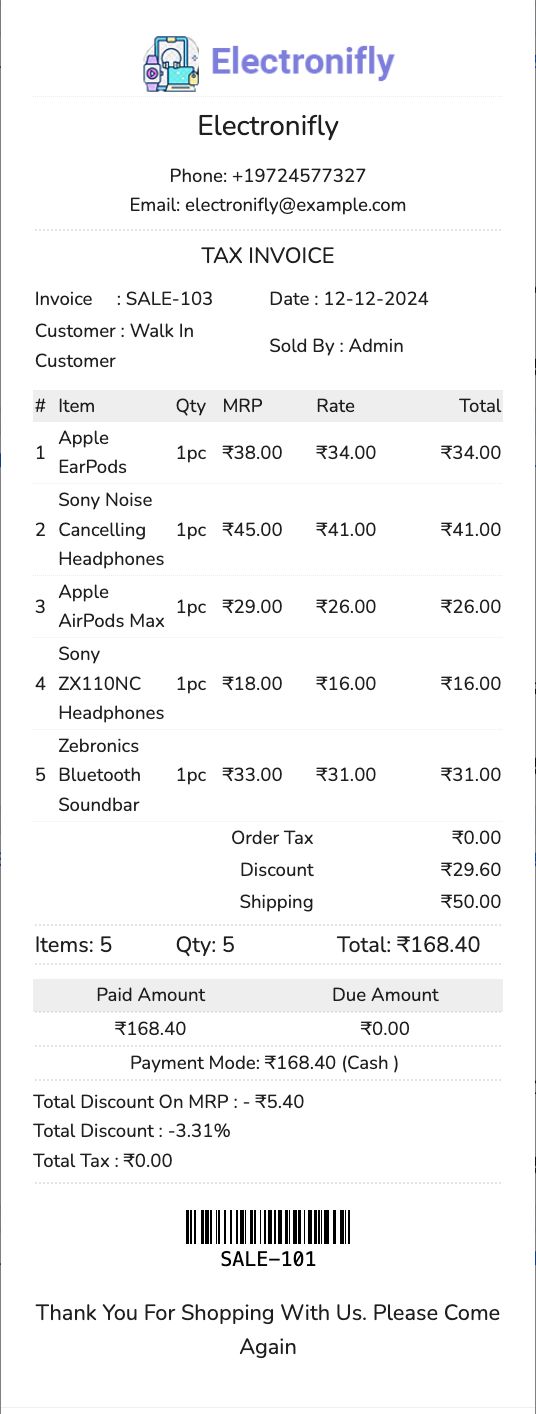 Electronifly
Electronifly
Phone: +19724577327
Email: electronifly@example.com
TAX INVOICE
Invoice : SALE-103 Date : 12-12-2024
Customer : Walk In
Customer
Sold By : Admin
# Item Qty MRP Rate Total
1 Apple EarPods 1pc ₹38.00 ₹34.00 ₹34.00
2 Sony Noise Cancelling Headphones 1pc ₹45.00 ₹41.00 ₹41.00
3 Apple AirPods Max 1pc ₹29.00 ₹26.00 ₹26.00
4 Sony ZX110NC Headphones 1pc ₹18.00 ₹16.00 ₹16.00
5 Zebronics Bluetooth Soundbar 1pc ₹33.00 ₹31.00 ₹31.00
Order Tax ₹0.00
Discount ₹29.60
Shipping ₹50.00
Items: 5 Qty: 5 Total: ₹168.40
Paid Amount Due Amount
₹168.40 ₹0.00
Payment Mode: ₹168.40 (Cash )
Total Discount On MRP : - ₹5.40
Total Discount : -3.31%
Total Tax : ₹0.00
SALE-101
Thank You For Shopping With Us. Please Come
Again